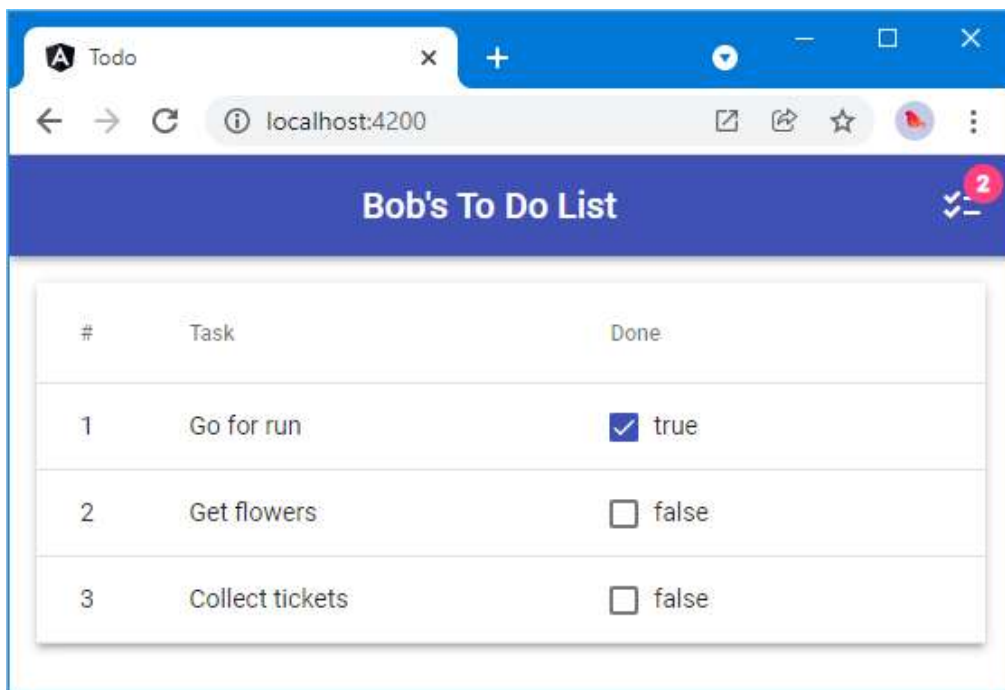 Todo
localhost:4200
Bob's To Do List 2
# Task Done
1 Go for run true
2 Get flowers false
3 Collect tickets false